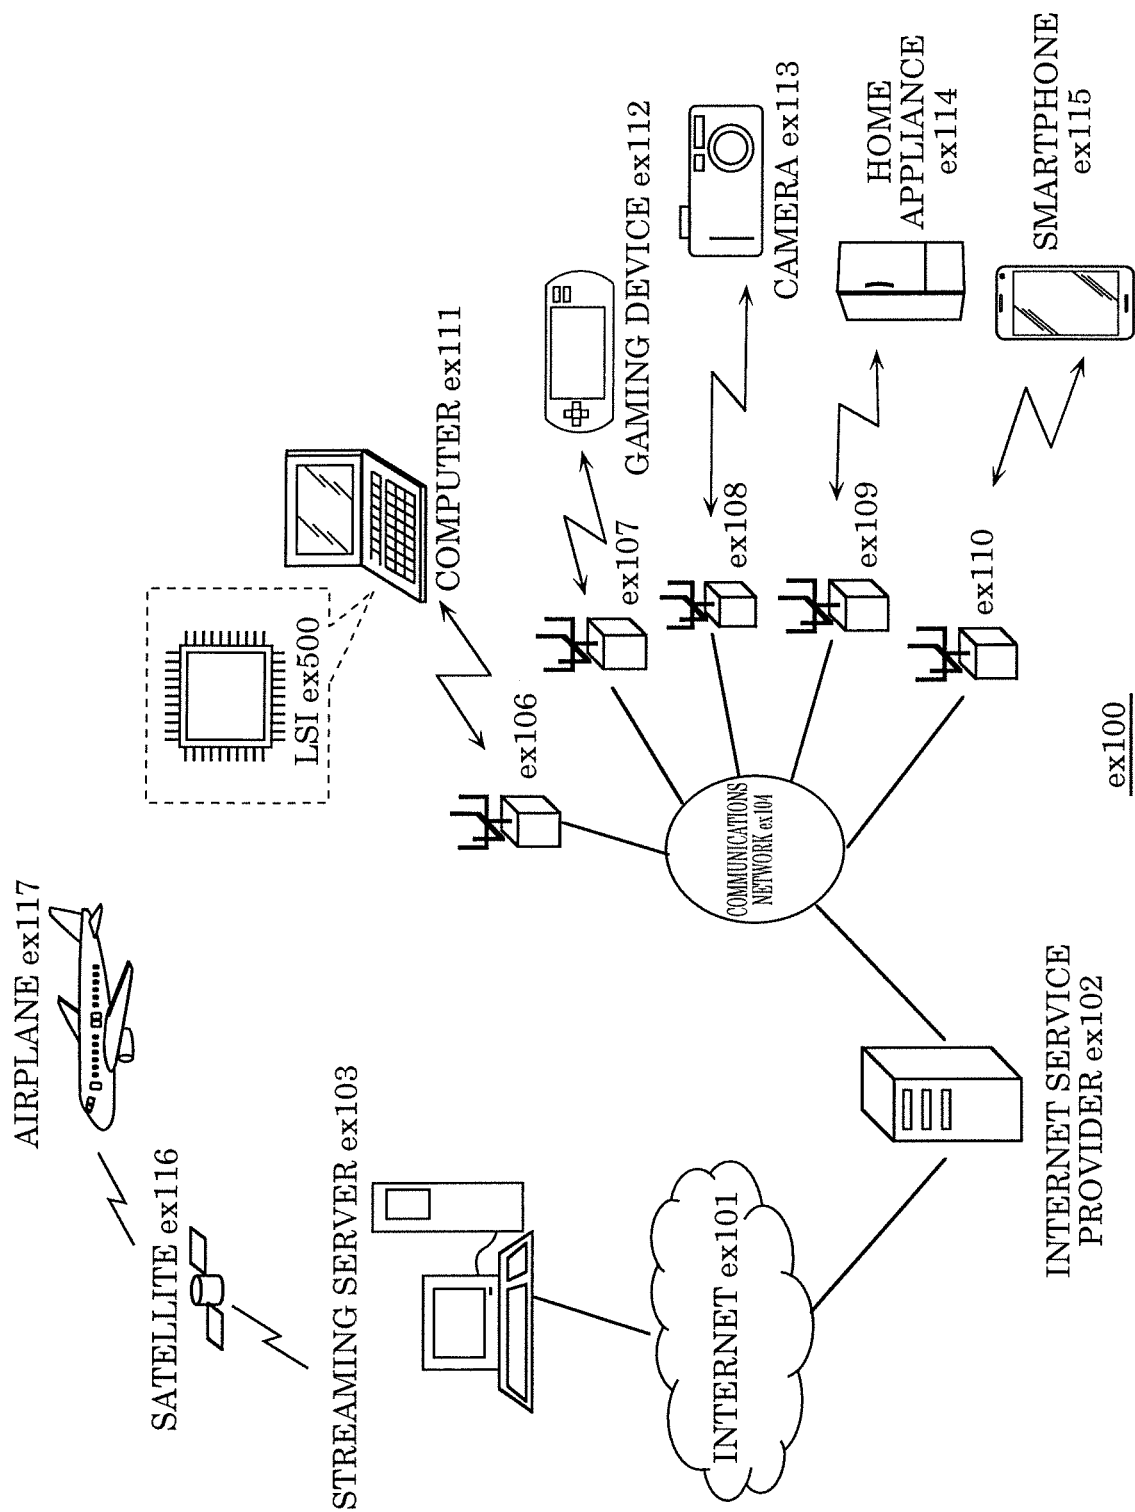 AIRPLANE ex117
SATELLITE ex116
STREAMING SERVER ex103
INTERNET ex101
INTERNET SERVICE
PROVIDER ex102
COMMUNICATIONS
NETWORK ex104
LSI ex500
ex106
COMPUTER ex111
ex107
GAMING DEVICE ex112
ex108
CAMERA ex113
ex109
HOME
APPLIANCE
ex114
ex110
SMARTPHONE
ex115
ex100